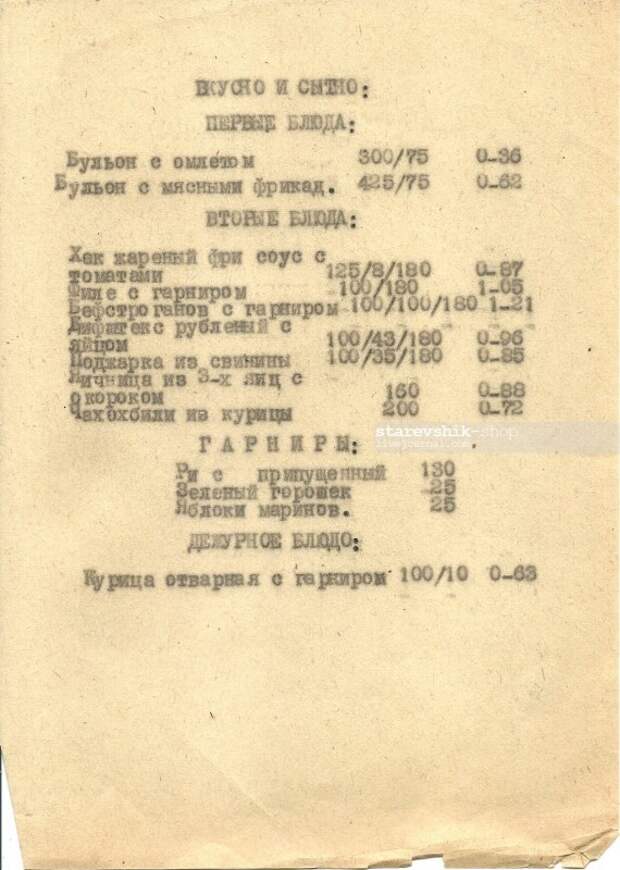 ВКУСНО И СЫТНО:
ПЕРВЫЕ БЛЮДА:
Бульон с омлетом 300/75 0-36
Бульон с мясными фрикад. 425/75 0-62
ВТОРЫЕ БЛЮДА:
Хек жареный фри соус с
томатами 125/8/180 0-87
Филе с гарниром 100/180 1-05
Бефстроганов с гарниром 100/100/180 1-21
Бифштекс рубленый с
яйцом 100/43/180 0-96
Поджарка из свинины 100/35/180 0-85
Яичница из 3-х яиц с
окороком 160 0-88
Чахохбили из курицы 200 0-72
starevshik-shop
livejournal.com
ГАРНИРЫ:
Ри с припущенный 130
Зеленый горошек 25
Яблоки маринов. 25
ДЕЖУРНОЕ БЛЮДО:
Курица отварная с гарниром 100/10 0-63